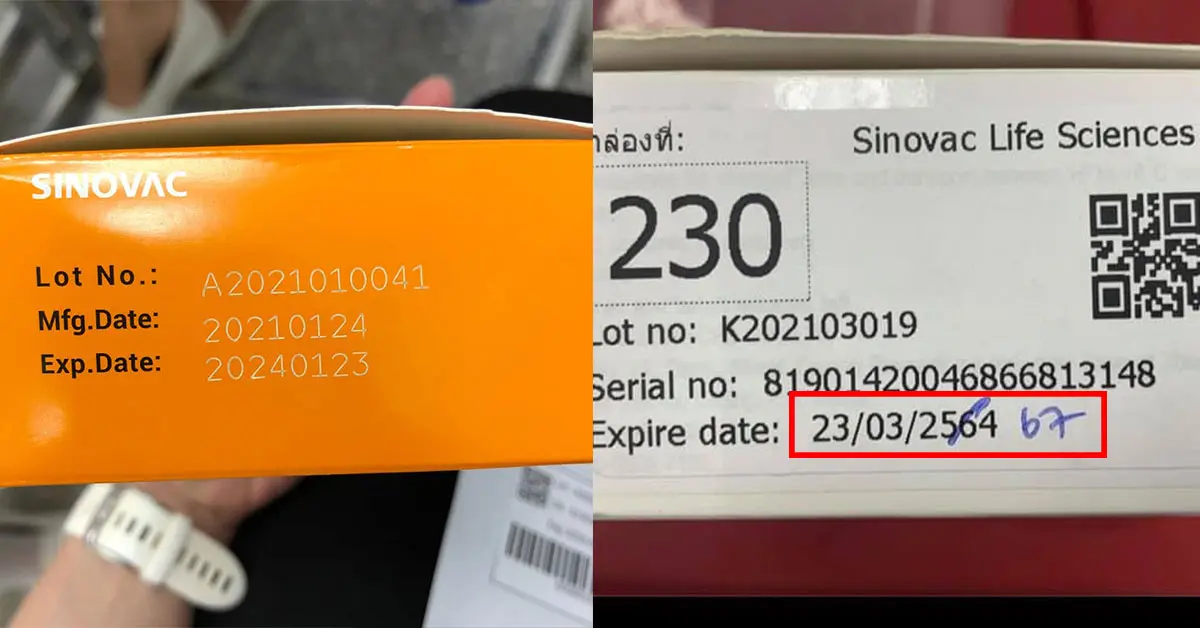 SINOVAC
Lot No.: A2021010041
Mfg.Date: 20210124
Exp.Date: 20240123
กล่องที่:
Sinovac Life Sciences
230
Lot no: K202103019
Serial no: 81901420046866813148
Expire date: 23/03/2564 67